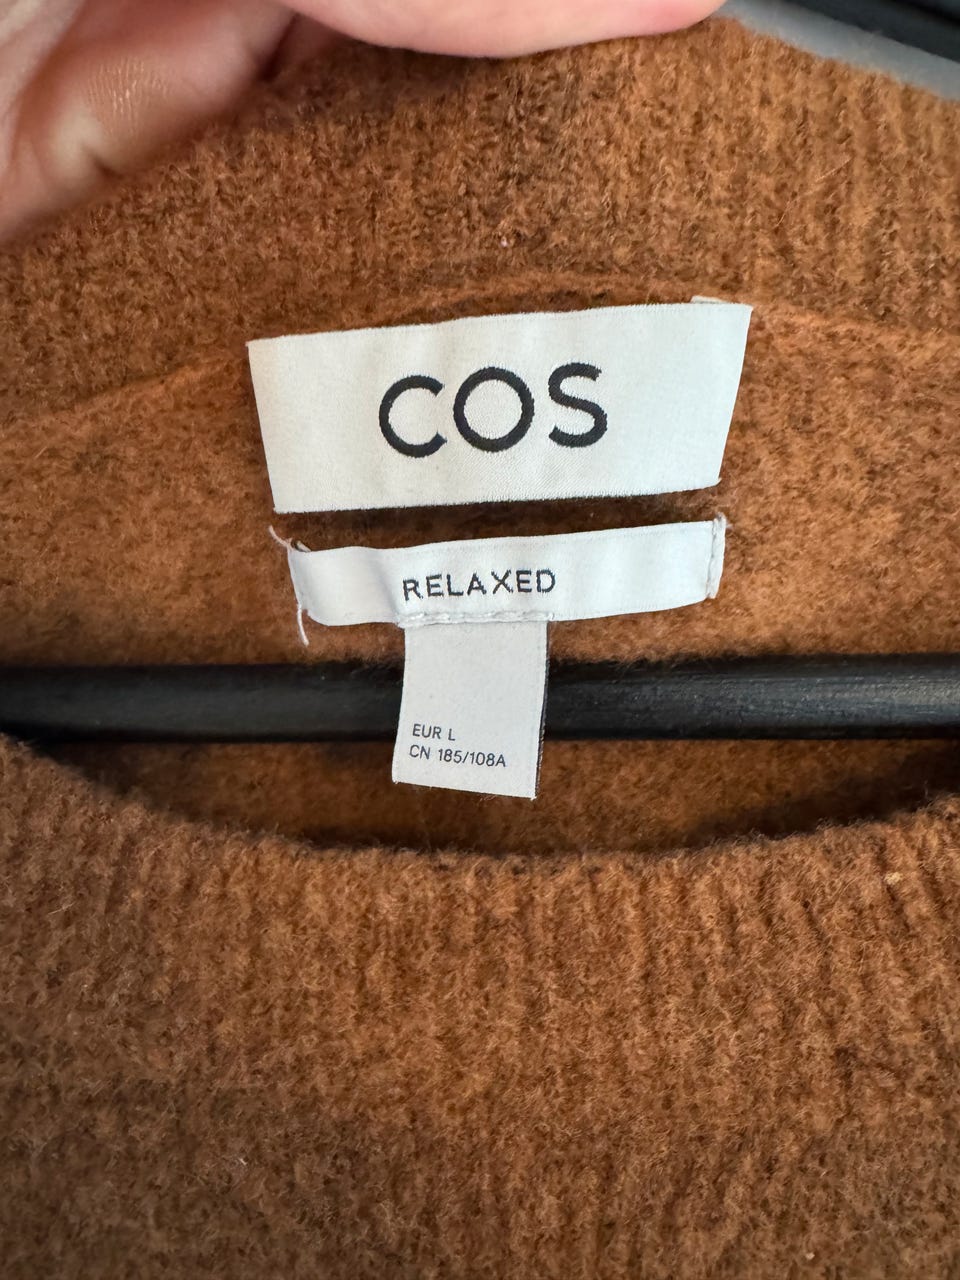 COS
RELAXED
EUR L
CN 185/108A